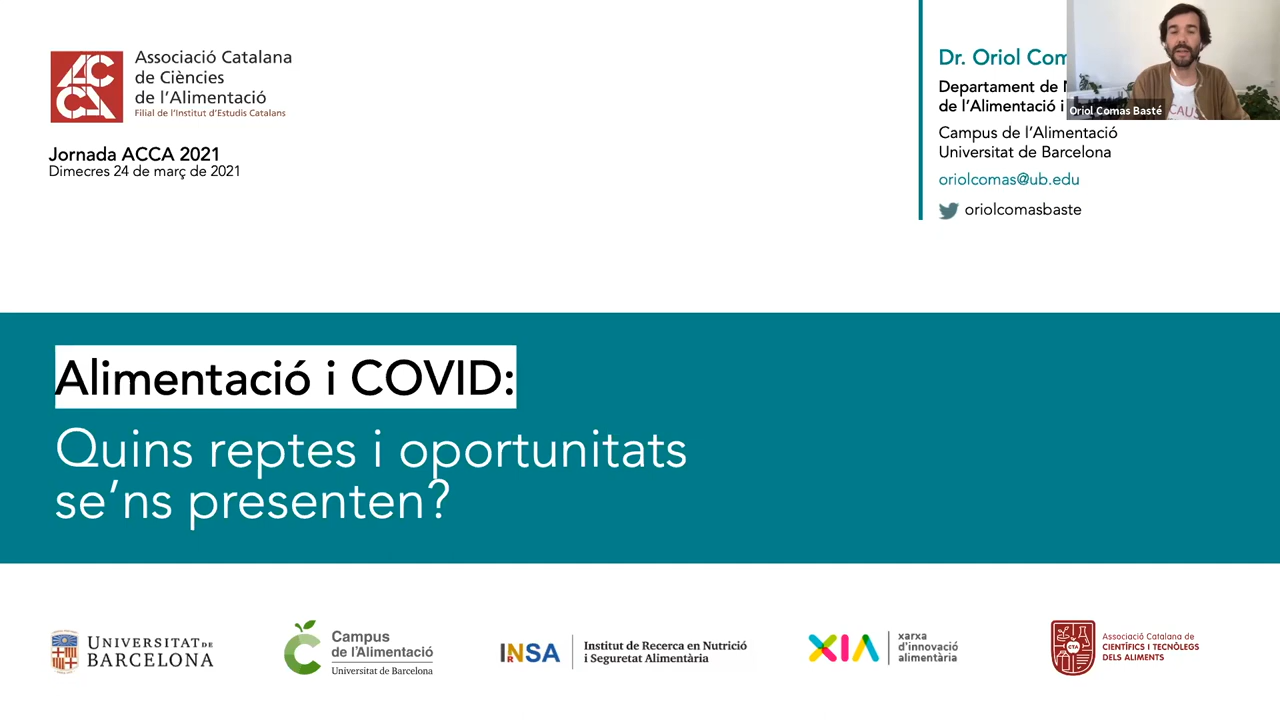 ACCA
Associació Catalana
de Ciències
de l'Alimentació
Filial de l'Institut d'Estudis Catalans
Jornada ACCA 2021
Dimecres 24 de març de 2021
Dr. Oriol Com
Departament de
de l'Alimentació i
Campus de l'Alimentació
Universitat de Barcelona
oriolcomas@ub.edu
oriolcomasbaste
Oriol Comas Basté
CAUS
Alimentació i COVID:
Quins reptes i oportunitats
se'ns presenten?
UNIVERSITAT DE
BARCELONA
Campus
de l'Alimentació
Universitat de Barcelona
INSA
Institut de Recerca en Nutrició
i Seguretat Alimentària
XIA
xarxa
d'innovació
alimentària
CTA
Associació Catalana de
CIENTÍFICS I TECNÒLEGS
DELS ALIMENTS